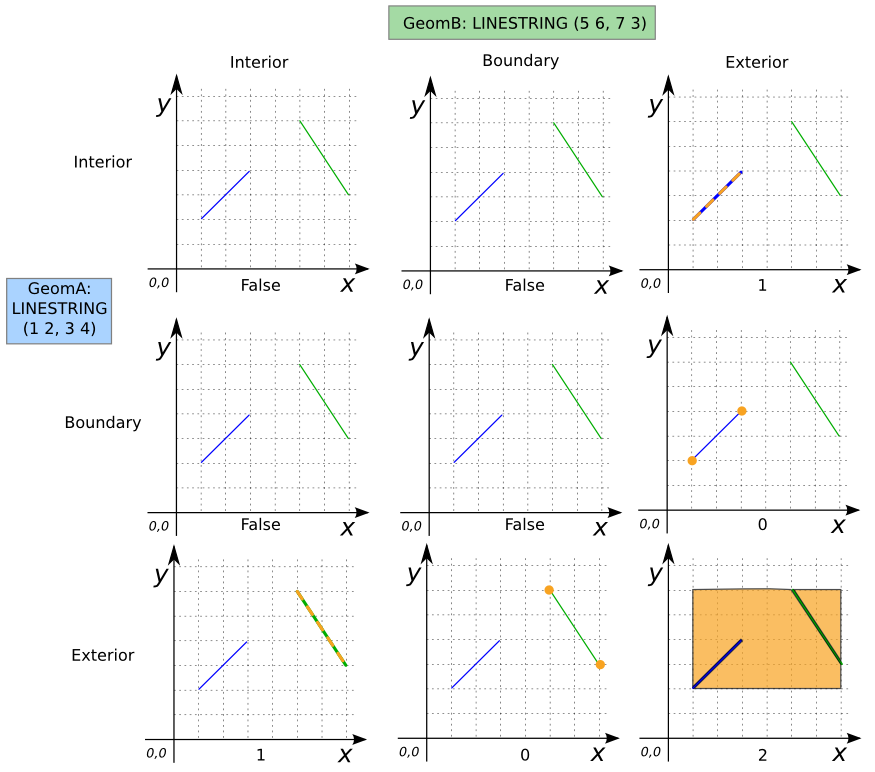 GeomB: LINESTRING (5 6, 7 3)
Interior
Boundary
Exterior
Interior
y
0,0
False
x
y
0,0
False
x
y
0,0
1
x
GeomA:
LINESTRING
(1 2, 3 4)
Boundary
y
0,0
False
x
y
0,0
False
x
y
0,0
0
x
Exterior
y
0,0
1
x
y
0,0
0
x
y
0,0
2
x